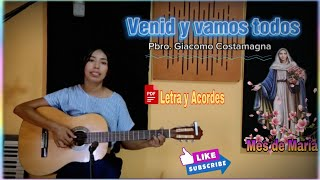 Venid y vamos todos
Pbro. Giacomo Costamagna
PDF
Letra y Acordes
LIKE
SUBSCRIBE
Mes de María